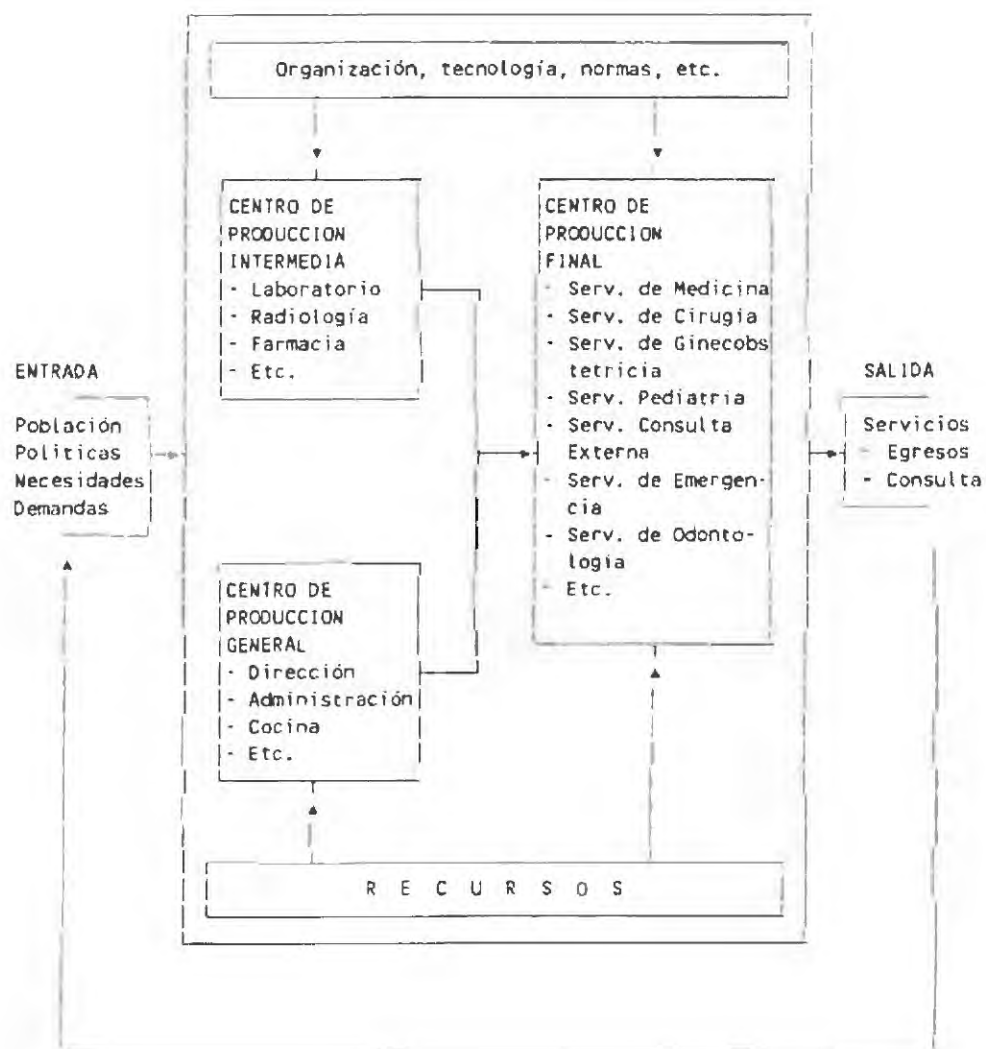 Organización, tecnología, normas, etc.
CENTRO DE
PRODUCCION
INTERMEDIA
- Laboratorio
- Radiología
- Farmacia
- Etc.
CENTRO DE
PRODUCCION
FINAL
- Serv. de Medicina
- Serv. de Cirugia
- Serv. de Ginecobs
tetricia
- Serv. Pediatria
- Serv. Consulta
Externa
- Serv. de Emergen-
cia
- Serv. de Odonto-
logia
- Etc.
ENTRADA
Población
Politicas
Necesidades
Demandas
SALIDA
Servicios
- Egresos
- Consulta
CENTRO DE
PRODUCCION
GENERAL
- Dirección
- Administración
- Cocina
- Etc.
R E C U R S O S